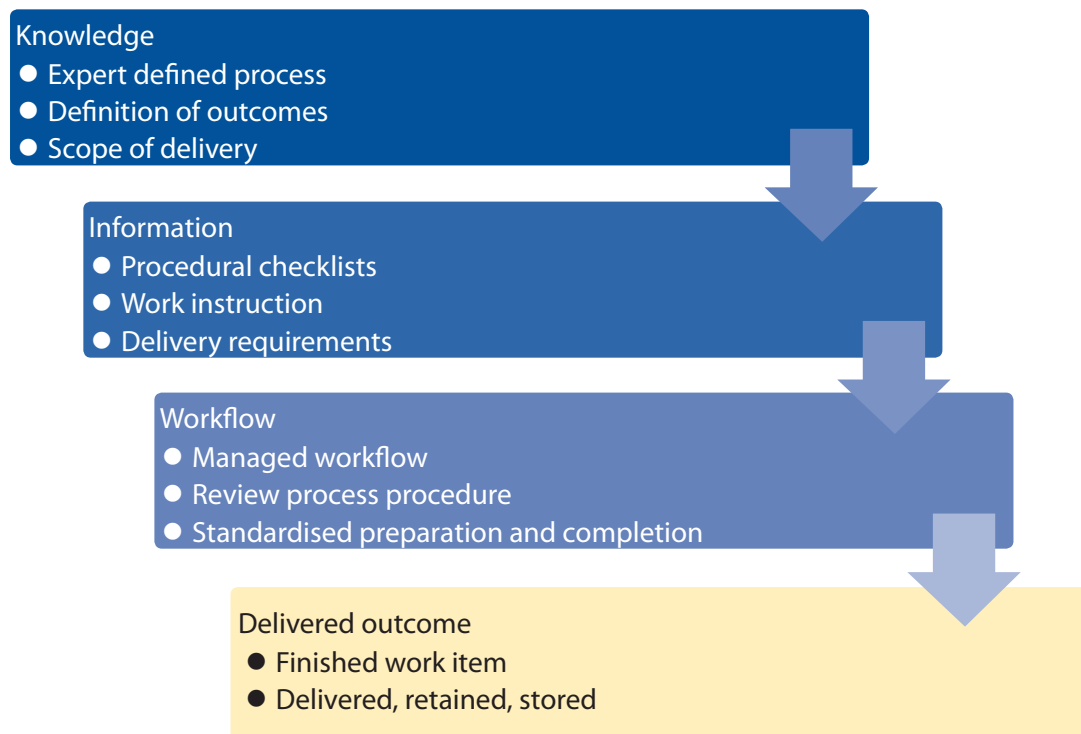 Knowledge
● Expert defined process
● Definition of outcomes
● Scope of delivery
Information
● Procedural checklists
● Work instruction
● Delivery requirements
Workflow
● Managed workflow
● Review process procedure
● Standardised preparation and completion
Delivered outcome
● Finished work item
● Delivered, retained, stored